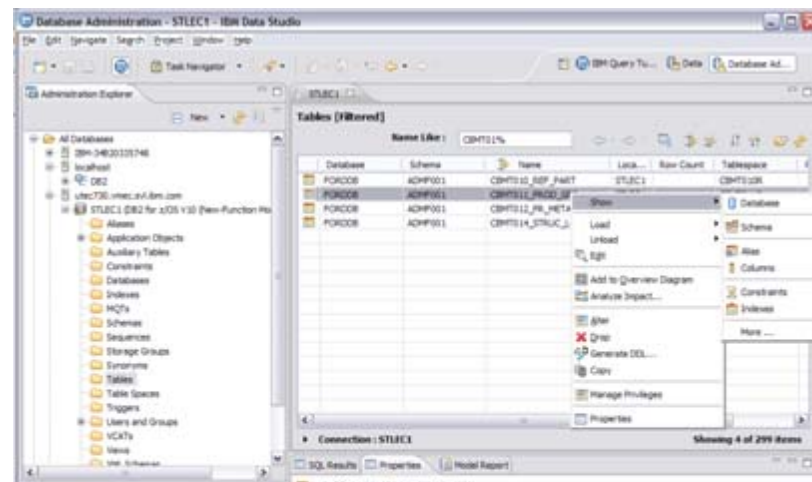 Database Administration - STLEC1 - IBM Data Studio
File Edit Navigate Search Project Window Help
Task Navigator
IBM Query Tu... Data Database Ad...
Administration Explorer
New
All Databases
localhost
DB2
STLEC1 (DB2 for z/OS V10 (New-Function Mo
Aliases
Application Objects
Auxiliary Tables
Constraints
Databases
Indexes
MQTs
Schemas
Sequences
Storage Groups
Synonyms
Tables
Table Spaces
Triggers
Users and Groups
VCATs
Views
XML Schemas
STLEC1
Tables [Filtered]
Name Like : CBMT01%
Database Schema Name Loca... Row Count Tablespace
ADMF001 CBMT010_REF_PART STLEC1
ADMF001
ADMF001
ADMF001
Show
Load
Unload
Edit
Add to Overview Diagram
Analyze Impact...
Alter
Drop
Generate DDL...
Copy
Manage Privileges
Properties
Database
Schema
Alias
Columns
Constraints
Indexes
More ...
Connection : STLEC1
Showing 4 of 299 items
SQL Results Properties Model Report